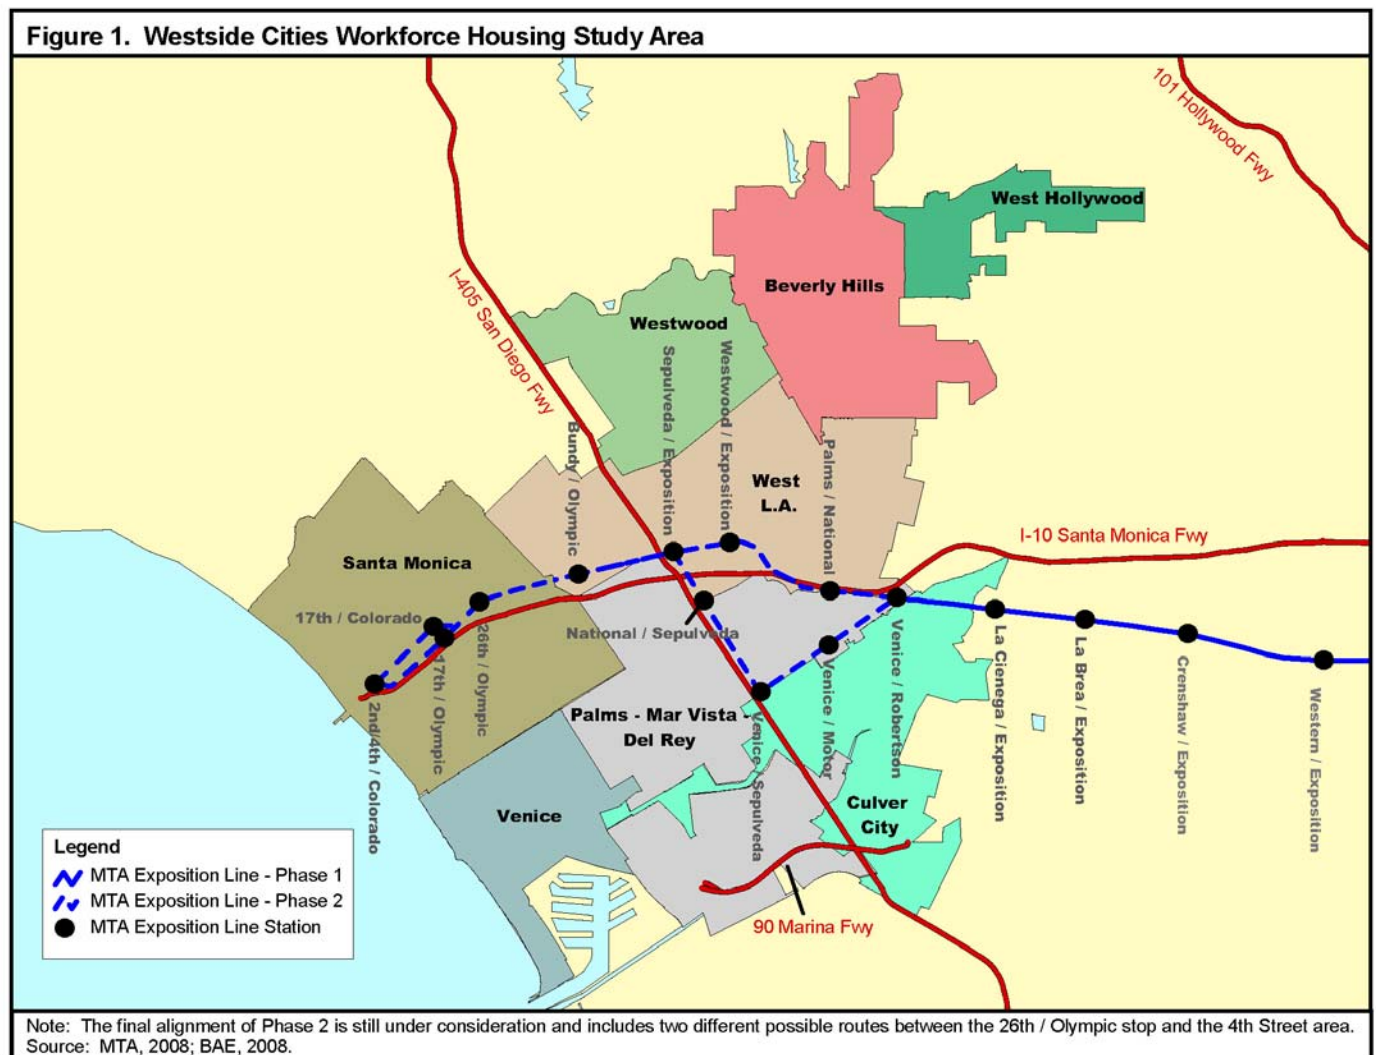 Figure 1. Westside Cities Workforce Housing Study Area
101 Hollywood Fwy
West Hollywood
Beverly Hills
I-405 San Diego Fwy
Westwood
Sepulveda / Exposition
Westwood / Exposition
Bundy / Olympic
Palms / National
West
L.A.
I-10 Santa Monica Fwy
Santa Monica
17th / Colorado
National / Sepulveda
26th / Olympic
17th / Olympic
2nd/4th / Colorado
Palms - Mar Vista -
Del Rey
Venice / Sepulveda
Venice / Motor
Venice / Robertson
La Cienega / Exposition
La Brea / Exposition
Crenshaw / Exposition
Western / Exposition
Venice
Culver
City
90 Marina Fwy
Legend
MTA Exposition Line - Phase 1
MTA Exposition Line - Phase 2
MTA Exposition Line Station
Note: The final alignment of Phase 2 is still under consideration and includes two different possible routes between the 26th / Olympic stop and the 4th Street area.
Source: MTA, 2008; BAE, 2008.